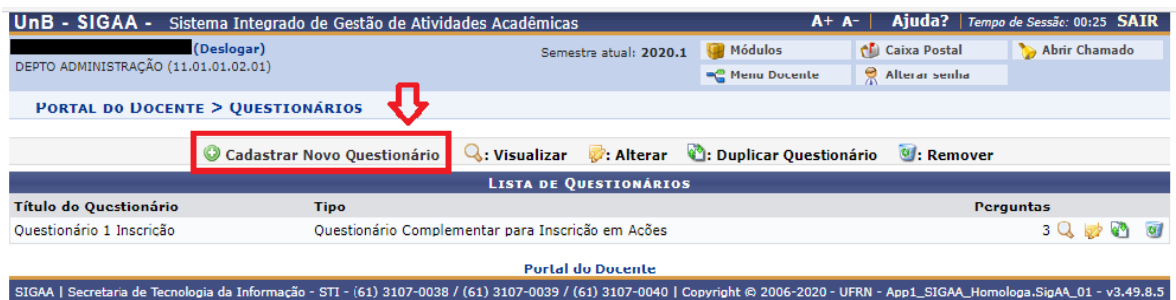 UnB - SIGAA - Sistema Integrado de Gestão de Atividades Acadêmicas A+ A- | Ajuda? | Tempo de Sessão: 00:25 SAIR
(Deslogar) Semestre atual: 2020.1 Módulos Caixa Postal Abrir Chamado
DEPTO ADMINISTRAÇÃO (11.01.01.02.01) Menu Docente Alterar senha
PORTAL DO DOCENTE > QUESTIONÁRIOS
Cadastrar Novo Questionário : Visualizar : Alterar : Duplicar Questionário : Remover
LISTA DE QUESTIONÁRIOS
Título do Questionário Tipo Perguntas
Questionário 1 Inscrição Questionário Complementar para Inscrição em Ações 3
Portal do Docente
SIGAA | Secretaria de Tecnologia da Informação - STI - (61) 3107-0038 / (61) 3107-0039 / (61) 3107-0040 | Copyright © 2006-2020 - UFRN - App1_SIGAA_Homologa.SigAA_01 - v3.49.8.5